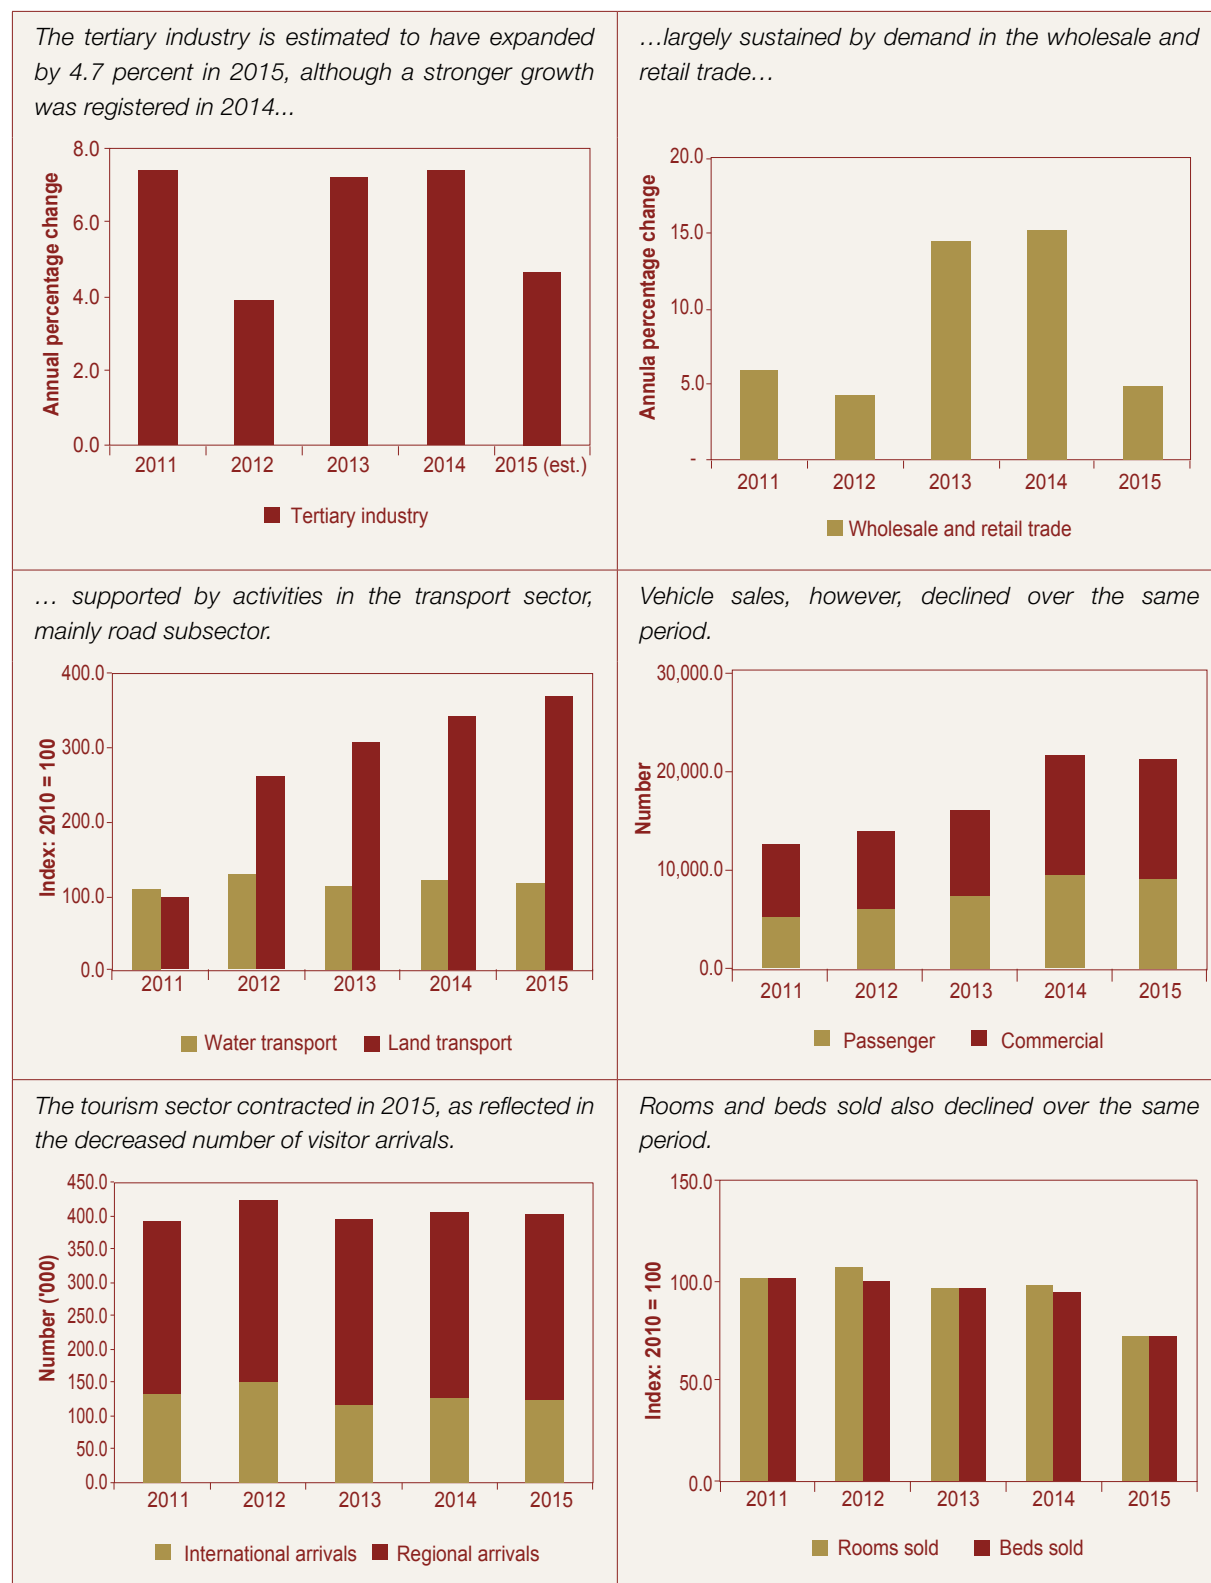 The tertiary industry is estimated to have expanded
by 4.7 percent in 2015, although a stronger growth
was registered in 2014...
8.0
6.0
4.0
2.0
0.0
Annual percentage change
2011 2012 2013 2014 2015 (est.)
Tertiary industry
…largely sustained by demand in the wholesale and
retail trade…
20.0
15.0
10.0
5.0
-
Annula percentage change
2011 2012 2013 2014 2015
Wholesale and retail trade
… supported by activities in the transport sector,
mainly road subsector.
400.0
300.0
200.0
100.0
0.0
Index: 2010 = 100
2011 2012 2013 2014 2015
Water transport Land transport
Vehicle sales, however, declined over the same
period.
30,000.0
20,000.0
10,000.0
0.0
Number
2011 2012 2013 2014 2015
Passenger Commercial
The tourism sector contracted in 2015, as reflected in
the decreased number of visitor arrivals.
450.0
400.0
350.0
300.0
250.0
200.0
150.0
100.0
50.0
0.0
Number ('000)
2011 2012 2013 2014 2015
International arrivals Regional arrivals
Rooms and beds sold also declined over the same
period.
150.0
100.0
50.0
0.0
Index: 2010 = 100
2011 2012 2013 2014 2015
Rooms sold Beds sold